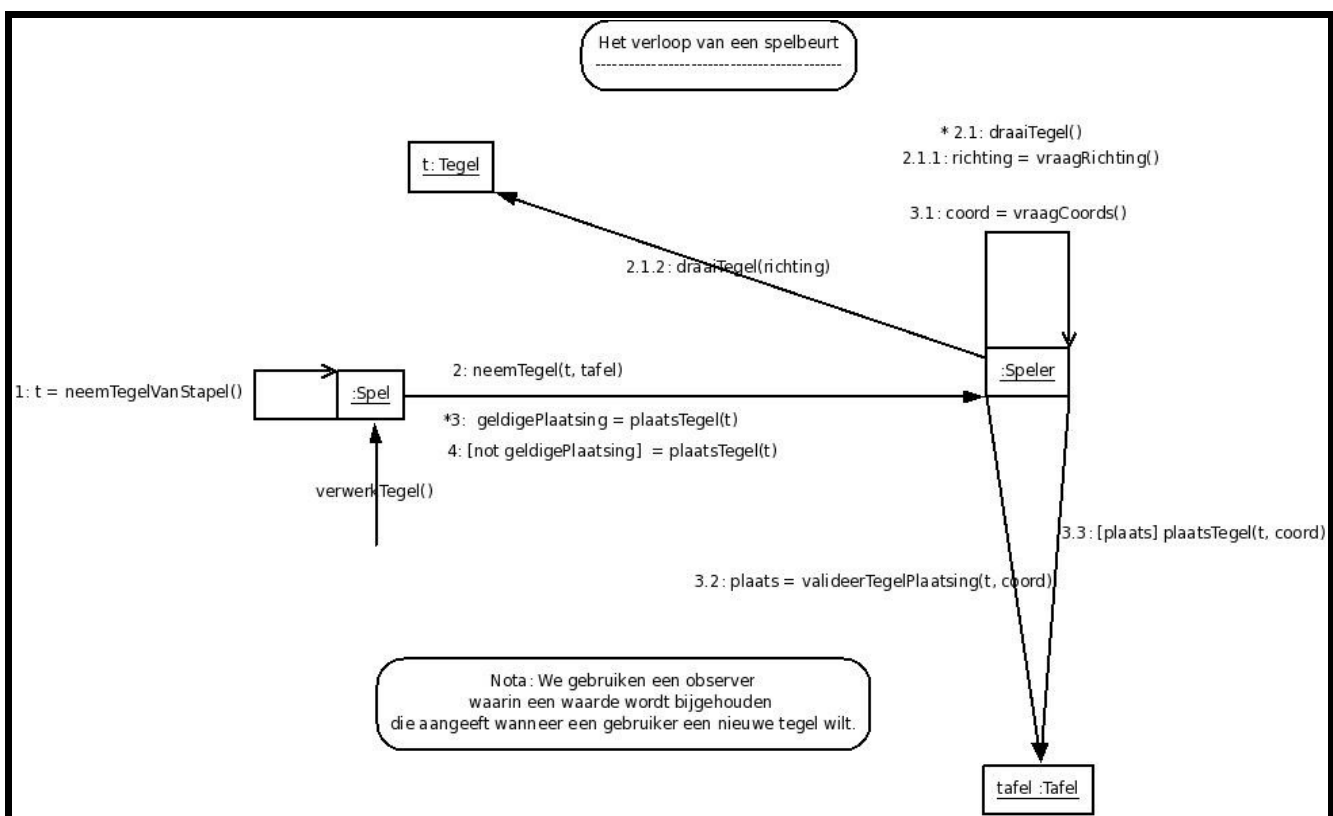 Het verloop van een spelbeurt
* 2.1: draaiTegel()
2.1.1: richting = vraagRichting()
t: Tegel
3.1: coord = vraagCoords()
2.1.2: draaiTegel(richting)
2: neemTegel(t, tafel)
:Speler
1: t = neemTegelVanStapel()
:Spel
*3: geldigePlaatsing = plaatsTegel(t)
4: [not geldigePlaatsing] = plaatsTegel(t)
verwerkTegel()
3.3: [plaats] plaatsTegel(t, coord)
3.2: plaats = valideerTegelPlaatsing(t, coord)
Nota: We gebruiken een observer
waarin een waarde wordt bijgehouden
die aangeeft wanneer een gebruiker een nieuwe tegel wilt.
tafel :Tafel